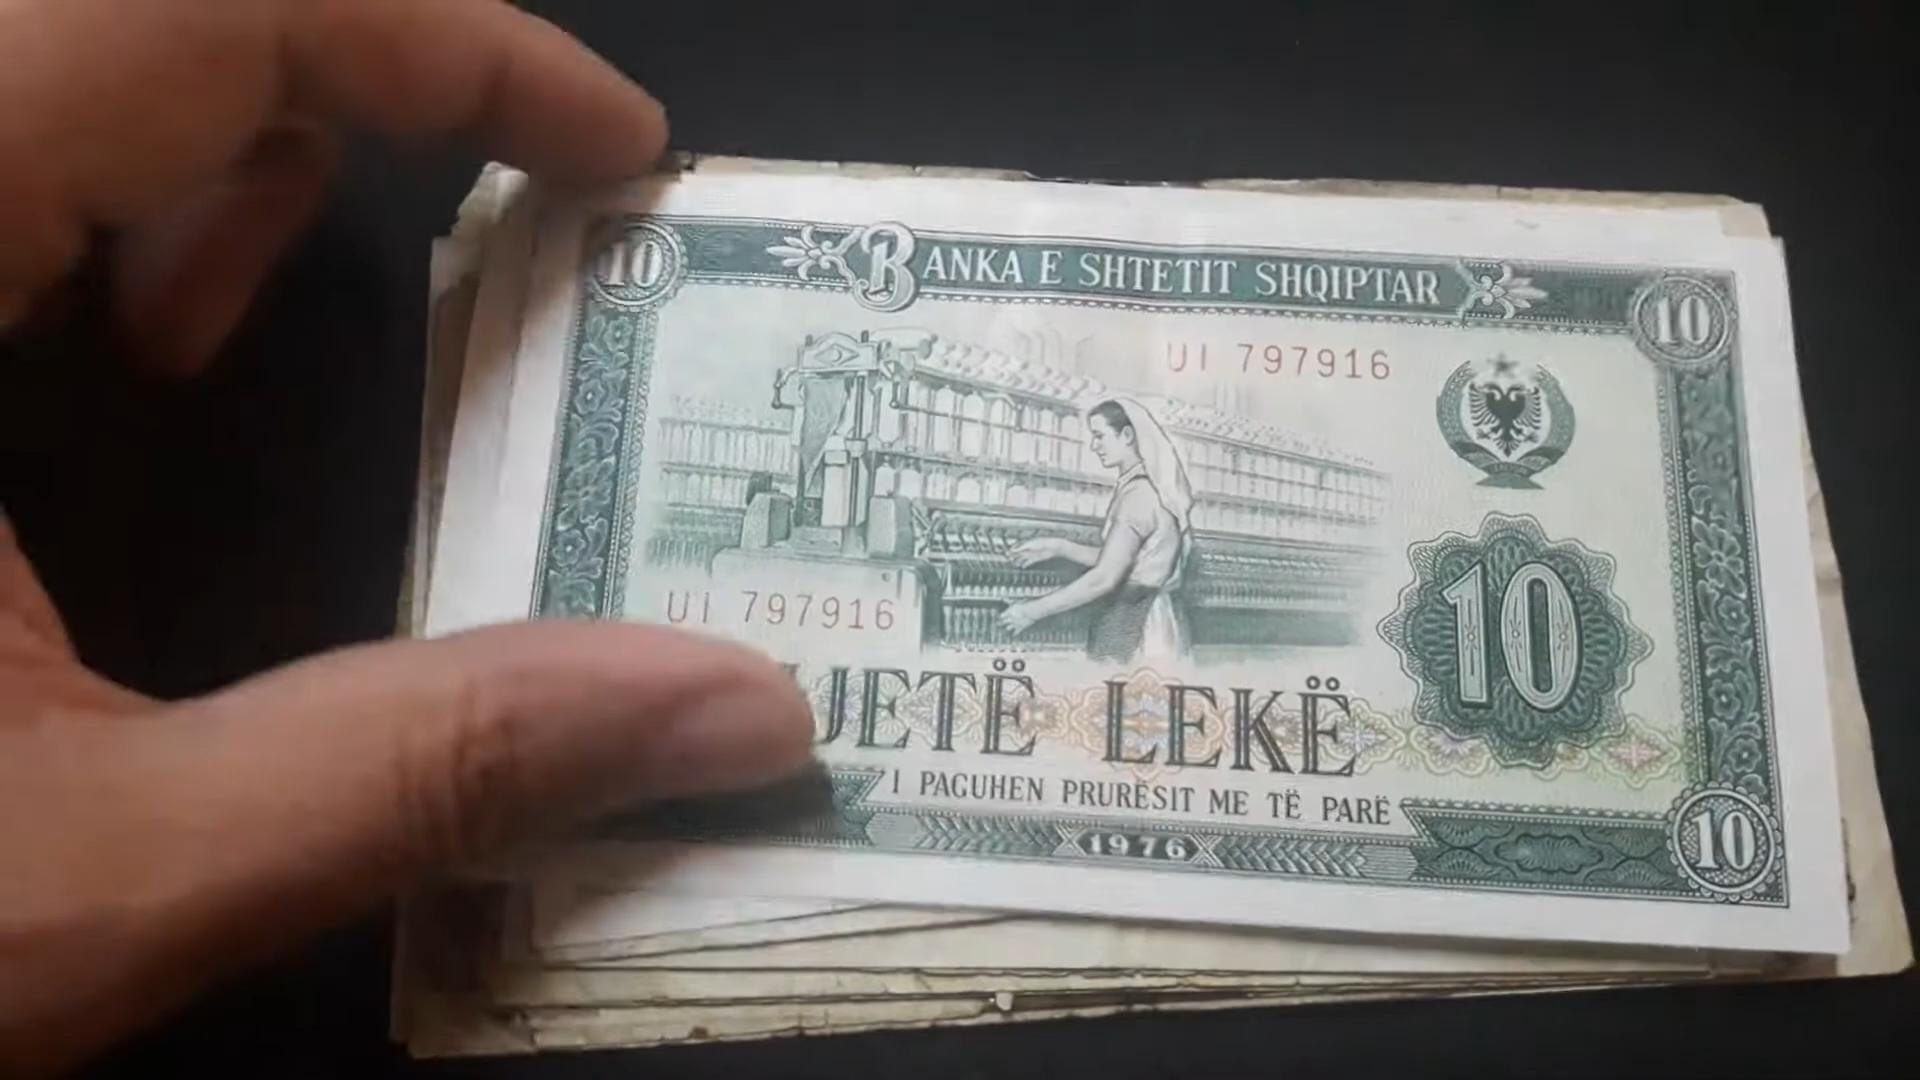 10
BANKA E SHTETIT SHQIPTAR
10
UI 797916
10
UI 797916
JETË LEKË
I PAGUHEN PRURËSIT ME TË PARË
1976
10